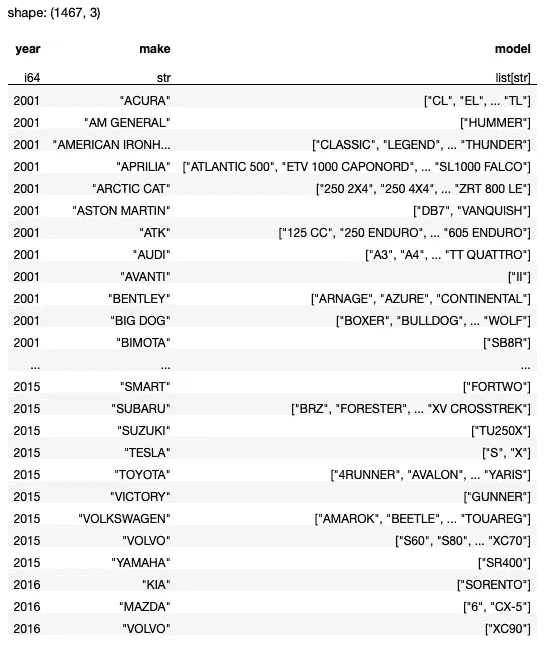 shape: (1467, 3)
year make model
i64 str list[str]
2001 "ACURA" ["CL", "EL", ... "TL"]
2001 "AM GENERAL" ["HUMMER"]
2001 "AMERICAN IRONH... ["CLASSIC", "LEGEND", ... "THUNDER"]
2001 "APRILIA" ["ATLANTIC 500", "ETV 1000 CAPONORD", ... "SL1000 FALCO"]
2001 "ARCTIC CAT" ["250 2X4", "250 4X4", ... "ZRT 800 LE"]
2001 "ASTON MARTIN" ["DB7", "VANQUISH"]
2001 "ATK" ["125 CC", "250 ENDURO", ... "605 ENDURO"]
2001 "AUDI" ["A3", "A4", ... "TT QUATTRO"]
2001 "AVANTI" ["II"]
2001 "BENTLEY" ["ARNAGE", "AZURE", "CONTINENTAL"]
2001 "BIG DOG" ["BOXER", "BULLDOG", ... "WOLF"]
2001 "BIMOTA" ["SB8R"]
... ... ...
2015 "SMART" ["FORTWO"]
2015 "SUBARU" ["BRZ", "FORESTER", ... "XV CROSSTREK"]
2015 "SUZUKI" ["TU250X"]
2015 "TESLA" ["S", "X"]
2015 "TOYOTA" ["4RUNNER", "AVALON", ... "YARIS"]
2015 "VICTORY" ["GUNNER"]
2015 "VOLKSWAGEN" ["AMAROK", "BEETLE", ... "TOUAREG"]
2015 "VOLVO" ["S60", "S80", ... "XC70"]
2015 "YAMAHA" ["SR400"]
2016 "KIA" ["SORENTO"]
2016 "MAZDA" ["6", "CX-5"]
2016 "VOLVO" ["XC90"]